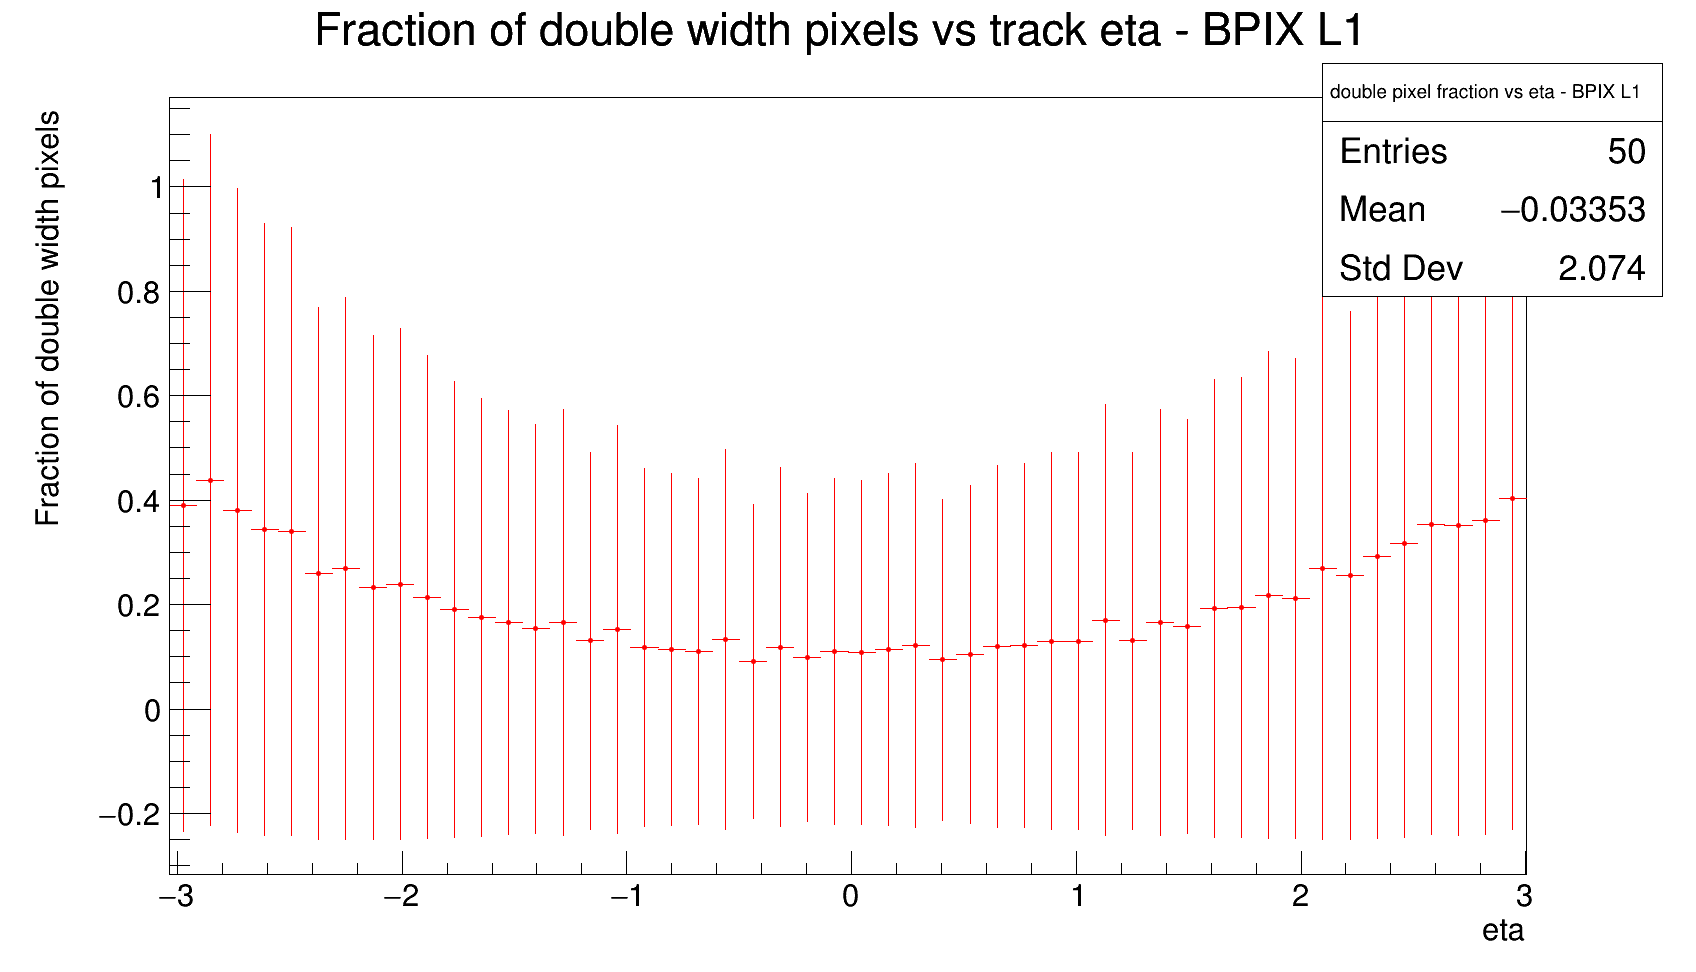 Fraction of double width pixels vs track eta - BPIX L1
double pixel fraction vs eta - BPIX L1
Entries 50
Mean −0.03353
Std Dev 2.074
Fraction of double width pixels
1
0.8
0.6
0.4
0.2
0
−0.2
−3 −2 −1 0 1 2 3
eta